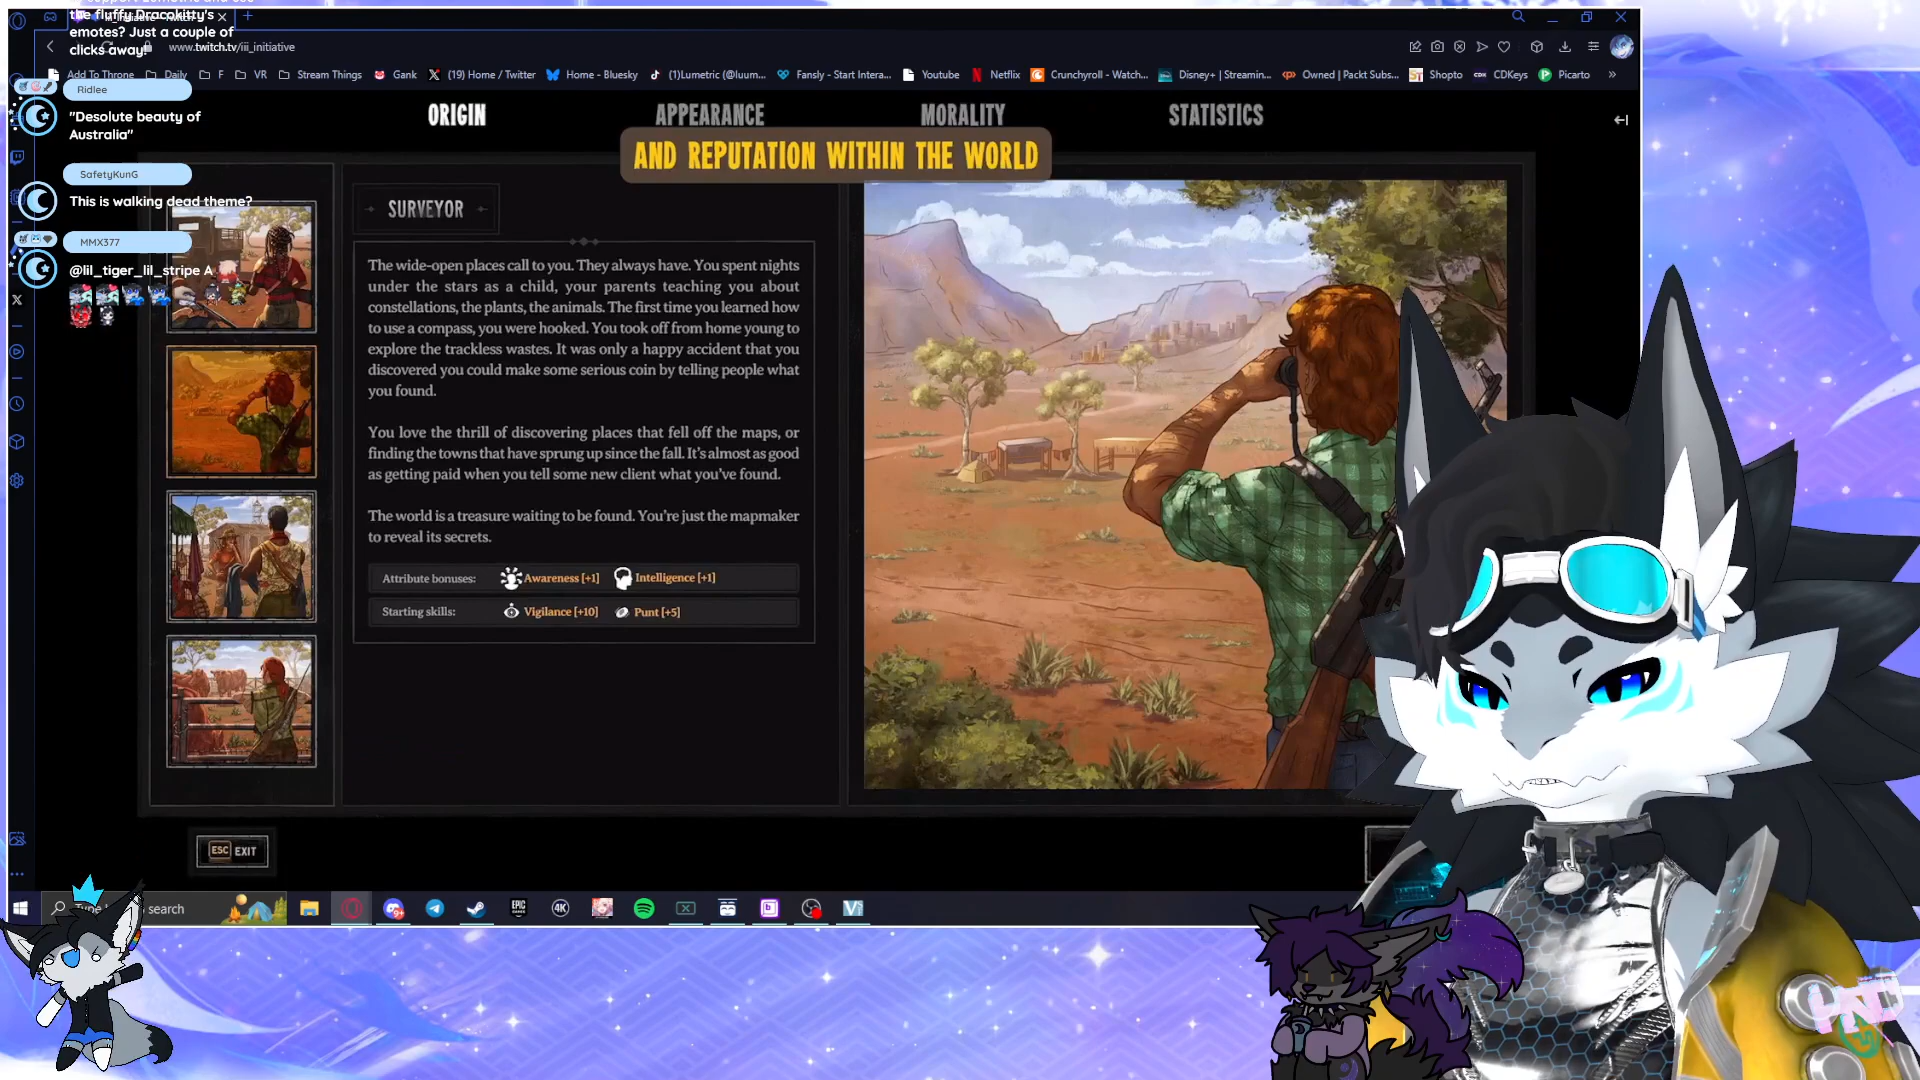 the fluffy Dracokitty's
emotes? Just a couple of
clicks away!
www.twitch.tv/iii_initiative
Add To Throne
Daily
F
VR
Stream Things
Gank
(19) Home / Twitter
Home - Bluesky
(1)Lumetric (@luum...
Fansly - Start Intera...
Youtube
Netflix
Crunchyroll - Watch...
Disney+ | Streamin...
Owned | Packt Subs...
Shopto
CDKeys
Picarto
Ridlee
"Desolute beauty of
Australia"
SafetyKunG
This is walking dead theme?
MMX377
@lil_tiger_lil_stripe A
ORIGIN
APPEARANCE
MORALITY
STATISTICS
AND REPUTATION WITHIN THE WORLD
SURVEYOR
The wide-open places call to you. They always have. You spent nights
under the stars as a child, your parents teaching you about
constellations, the plants, the animals. The first time you learned how
to use a compass, you were hooked. You took off from home young to
explore the trackless wastes. It was only a happy accident that you
discovered you could make some serious coin by telling people what
you found.
You love the thrill of discovering places that fell off the maps, or
finding the towns that have sprung up since the fall. It's almost as good
as getting paid when you tell some new client what you've found.
The world is a treasure waiting to be found. You're just the mapmaker
to reveal its secrets.
Attribute bonuses: Awareness [+1] Intelligence [+1]
Starting skills: Vigilance [+10] Punt [+5]
ESC EXIT
search
EPIC
GAMES
4K